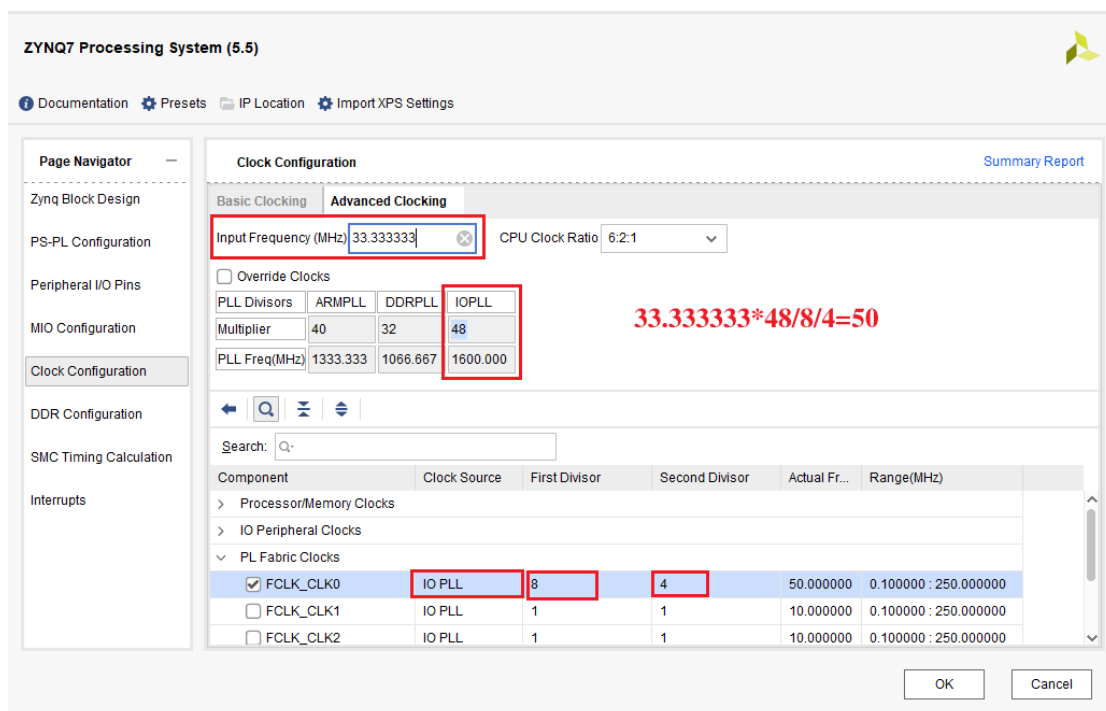 ZYNQ7 Processing System (5.5)
Documentation Presets IP Location Import XPS Settings
Page Navigator
Zynq Block Design
PS-PL Configuration
Peripheral I/O Pins
MIO Configuration
Clock Configuration
DDR Configuration
SMC Timing Calculation
Interrupts
Clock Configuration Summary Report
Basic Clocking Advanced Clocking
Input Frequency (MHz) 33.333333 CPU Clock Ratio 6:2:1
Override Clocks
PLL Divisors ARMPLL DDRPLL IOPLL
Multiplier 40 32 48
PLL Freq(MHz) 1333.333 1066.667 1600.000
33.333333*48/8/4=50
Search: Q-
Component Clock Source First Divisor Second Divisor Actual Fr... Range(MHz)
Processor/Memory Clocks
IO Peripheral Clocks
PL Fabric Clocks
FCLK_CLK0 IO PLL 8 4 50.000000 0.100000 : 250.000000
FCLK_CLK1 IO PLL 1 1 10.000000 0.100000 : 250.000000
FCLK_CLK2 IO PLL 1 1 10.000000 0.100000 : 250.000000
OK Cancel